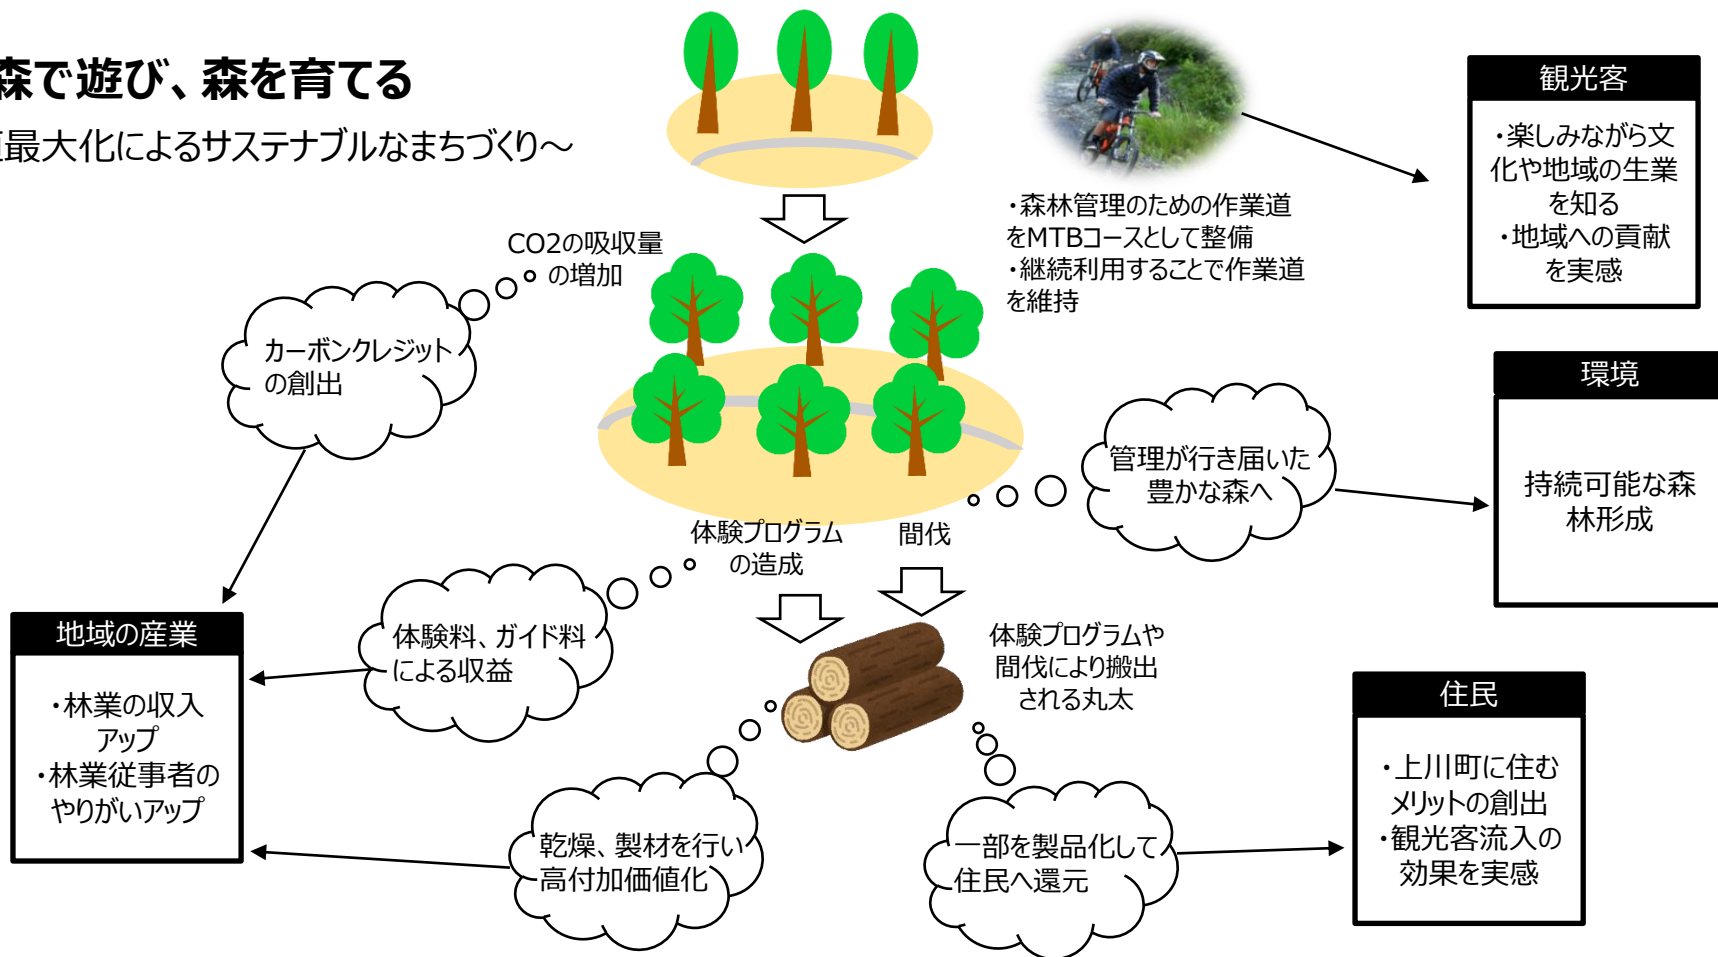 森で遊び、森を育てる
最大化によるサステナブルなまちづくり～
CO2の吸収量
の増加
カーボンクレジット
の創出
・森林管理のための作業道
をMTBコースとして整備
・継続利用することで作業道
を維持
観光客
・楽しみながら文
化や地域の生業
を知る
・地域への貢献
を実感
環境
持続可能な森
林形成
管理が行き届いた
豊かな森へ
体験プログラム
の造成
間伐
体験料、ガイド料
による収益
地域の産業
・林業の収入
アップ
・林業従事者の
やりがいアップ
体験プログラムや
間伐により搬出
される丸太
乾燥、製材を行い
高付加価値化
一部を製品化して
住民へ還元
住民
・上川町に住む
メリットの創出
・観光客流入の
効果を実感